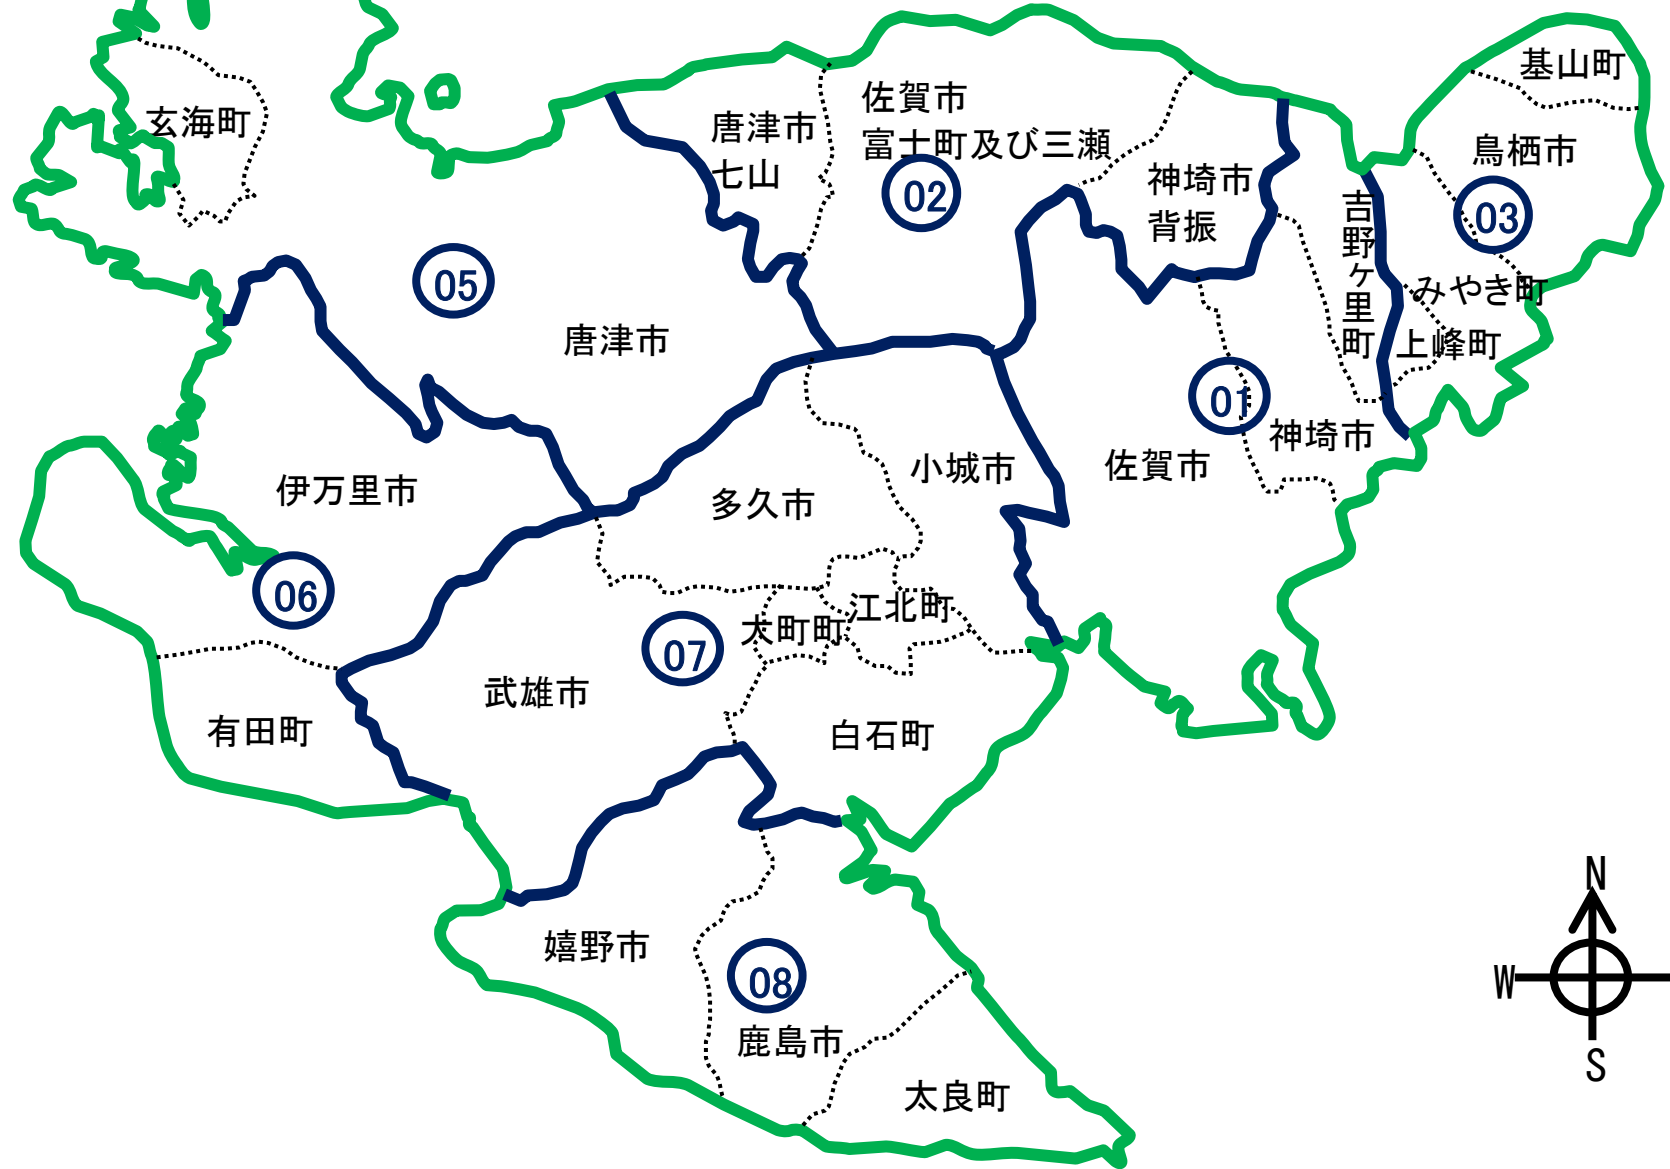 基山町
玄海町
唐津市
七山
佐賀市
富士町及び三瀬
02
神埼市
背振
鳥栖市
03
吉野ヶ里町
みやき町
上峰町
05
唐津市
01
神埼市
佐賀市
小城市
多久市
伊万里市
06
江北町
大町町
07
武雄市
白石町
有田町
嬉野市
08
鹿島市
太良町
N
W
S